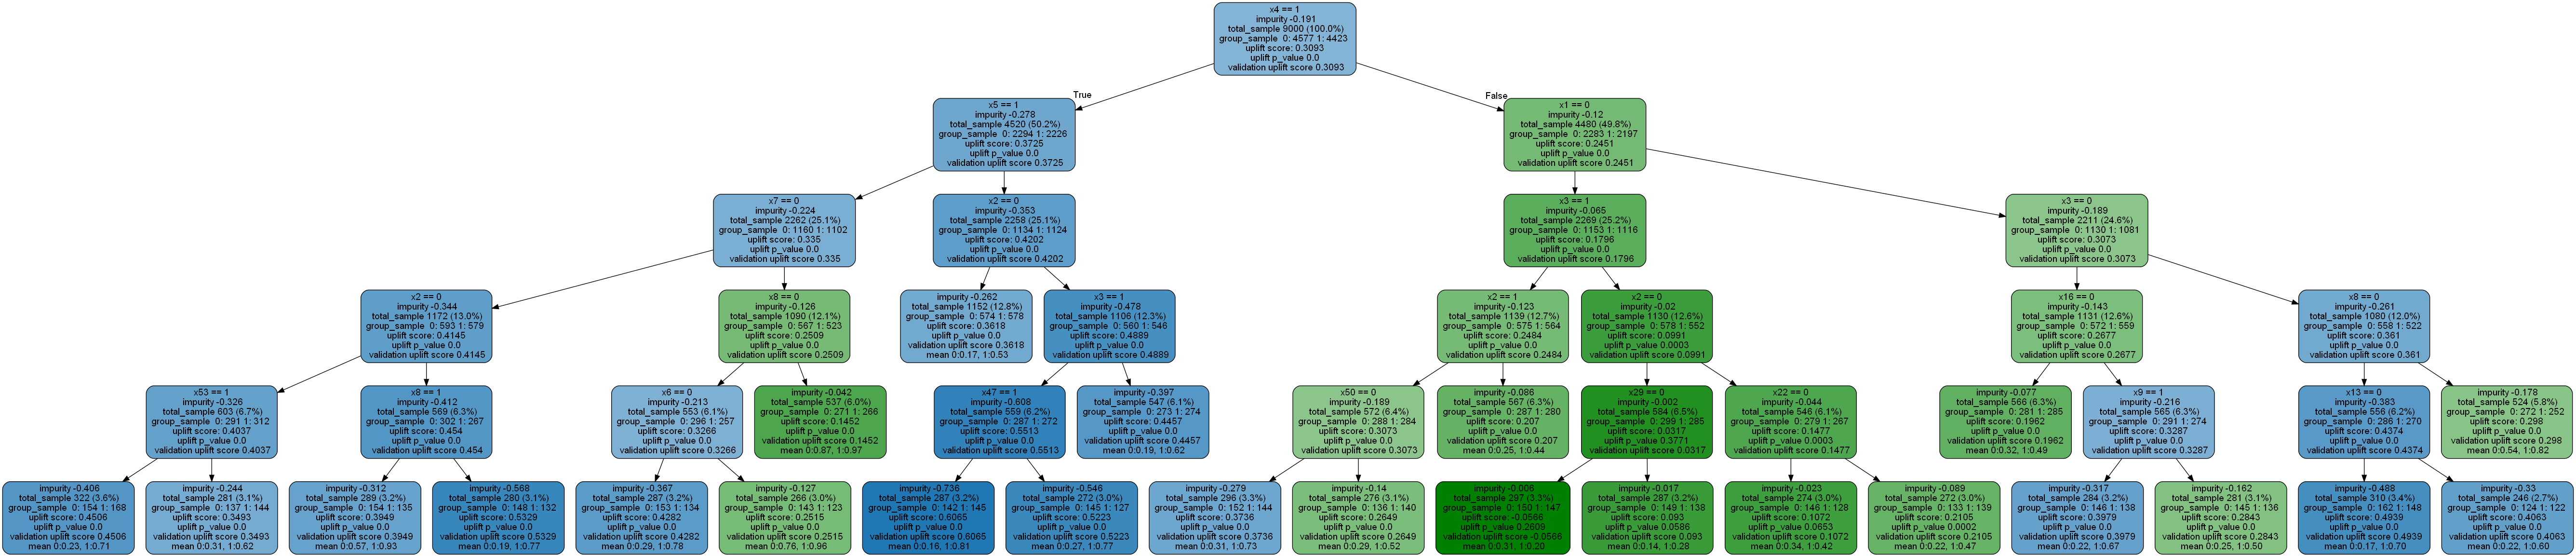 x4 == 1
impurity -0.191
total_sample 9000 (100.0%)
group_sample 0: 4577 1: 4423
uplift score: 0.3093
uplift p_value 0.0
validation uplift score 0.3093
True
False
x5 == 1
impurity -0.278
total_sample 4520 (50.2%)
group_sample 0: 2294 1: 2226
uplift score: 0.3725
uplift p_value 0.0
validation uplift score 0.3725
x1 == 0
impurity -0.12
total_sample 4480 (49.8%)
group_sample 0: 2283 1: 2197
uplift score: 0.2451
uplift p_value 0.0
validation uplift score 0.2451
x7 == 0
impurity -0.224
total_sample 2262 (25.1%)
group_sample 0: 1160 1: 1102
uplift score: 0.335
uplift p_value 0.0
validation uplift score 0.335
x2 == 0
impurity -0.353
total_sample 2258 (25.1%)
group_sample 0: 1134 1: 1124
uplift score: 0.4202
uplift p_value 0.0
validation uplift score 0.4202
x3 == 1
impurity -0.065
total_sample 2269 (25.2%)
group_sample 0: 1153 1: 1116
uplift score: 0.1796
uplift p_value 0.0
validation uplift score 0.1796
x3 == 0
impurity -0.189
total_sample 2211 (24.6%)
group_sample 0: 1130 1: 1081
uplift score: 0.3073
uplift p_value 0.0
validation uplift score 0.3073
x2 == 0
impurity -0.344
total_sample 1172 (13.0%)
group_sample 0: 593 1: 579
uplift score: 0.4145
uplift p_value 0.0
validation uplift score 0.4145
x8 == 0
impurity -0.126
total_sample 1090 (12.1%)
group_sample 0: 567 1: 523
uplift score: 0.2509
uplift p_value 0.0
validation uplift score 0.2509
impurity -0.262
total_sample 1152 (12.8%)
group_sample 0: 574 1: 578
uplift score: 0.3618
uplift p_value 0.0
validation uplift score 0.3618
mean 0:0.17, 1:0.53
x3 == 1
impurity -0.478
total_sample 1106 (12.3%)
group_sample 0: 560 1: 546
uplift score: 0.4889
uplift p_value 0.0
validation uplift score 0.4889
x2 == 1
impurity -0.123
total_sample 1139 (12.7%)
group_sample 0: 575 1: 564
uplift score: 0.2484
uplift p_value 0.0
validation uplift score 0.2484
x2 == 0
impurity -0.02
total_sample 1130 (12.6%)
group_sample 0: 578 1: 552
uplift score: 0.0991
uplift p_value 0.0003
validation uplift score 0.0991
x16 == 0
impurity -0.143
total_sample 1131 (12.6%)
group_sample 0: 572 1: 559
uplift score: 0.2677
uplift p_value 0.0
validation uplift score 0.2677
x8 == 0
impurity -0.261
total_sample 1080 (12.0%)
group_sample 0: 558 1: 522
uplift score: 0.361
uplift p_value 0.0
validation uplift score 0.361
x53 == 1
impurity -0.326
total_sample 603 (6.7%)
group_sample 0: 291 1: 312
uplift score: 0.4037
uplift p_value 0.0
validation uplift score 0.4037
x8 == 1
impurity -0.412
total_sample 569 (6.3%)
group_sample 0: 302 1: 267
uplift score: 0.454
uplift p_value 0.0
validation uplift score 0.454
x6 == 0
impurity -0.213
total_sample 553 (6.1%)
group_sample 0: 296 1: 257
uplift score: 0.3266
uplift p_value 0.0
validation uplift score 0.3266
impurity -0.042
total_sample 537 (6.0%)
group_sample 0: 271 1: 266
uplift score: 0.1452
uplift p_value 0.0
validation uplift score 0.1452
mean 0:0.87, 1:0.97
x47 == 1
impurity -0.608
total_sample 559 (6.2%)
group_sample 0: 287 1: 272
uplift score: 0.5513
uplift p_value 0.0
validation uplift score 0.5513
impurity -0.397
total_sample 547 (6.1%)
group_sample 0: 273 1: 274
uplift score: 0.4457
uplift p_value 0.0
validation uplift score 0.4457
mean 0:0.19, 1:0.62
x50 == 0
impurity -0.189
total_sample 572 (6.4%)
group_sample 0: 288 1: 284
uplift score: 0.3073
uplift p_value 0.0
validation uplift score 0.3073
impurity -0.086
total_sample 567 (6.3%)
group_sample 0: 287 1: 280
uplift score: 0.207
uplift p_value 0.0
validation uplift score 0.207
mean 0:0.25, 1:0.44
x29 == 0
impurity -0.002
total_sample 584 (6.5%)
group_sample 0: 299 1: 285
uplift score: 0.0317
uplift p_value 0.3771
validation uplift score 0.0317
x22 == 0
impurity -0.044
total_sample 546 (6.1%)
group_sample 0: 279 1: 267
uplift score: 0.1477
uplift p_value 0.0003
validation uplift score 0.1477
impurity -0.077
total_sample 566 (6.3%)
group_sample 0: 281 1: 285
uplift score: 0.1962
uplift p_value 0.0
validation uplift score 0.1962
mean 0:0.32, 1:0.49
x9 == 1
impurity -0.216
total_sample 565 (6.3%)
group_sample 0: 291 1: 274
uplift score: 0.3287
uplift p_value 0.0
validation uplift score 0.3287
x13 == 0
impurity -0.383
total_sample 556 (6.2%)
group_sample 0: 286 1: 270
uplift score: 0.4374
uplift p_value 0.0
validation uplift score 0.4374
impurity -0.178
total_sample 524 (5.8%)
group_sample 0: 272 1: 252
uplift score: 0.298
uplift p_value 0.0
validation uplift score 0.298
mean 0:0.54, 1:0.82
impurity -0.406
total_sample 322 (3.6%)
group_sample 0: 154 1: 168
uplift score: 0.4506
uplift p_value 0.0
validation uplift score 0.4506
mean 0:0.23, 1:0.71
impurity -0.244
total_sample 281 (3.1%)
group_sample 0: 137 1: 144
uplift score: 0.3493
uplift p_value 0.0
validation uplift score 0.3493
mean 0:0.31, 1:0.62
impurity -0.312
total_sample 289 (3.2%)
group_sample 0: 154 1: 135
uplift score: 0.3949
uplift p_value 0.0
validation uplift score 0.3949
mean 0:0.57, 1:0.93
impurity -0.568
total_sample 280 (3.1%)
group_sample 0: 148 1: 132
uplift score: 0.5329
uplift p_value 0.0
validation uplift score 0.5329
mean 0:0.19, 1:0.77
impurity -0.367
total_sample 287 (3.2%)
group_sample 0: 153 1: 134
uplift score: 0.4282
uplift p_value 0.0
validation uplift score 0.4282
mean 0:0.29, 1:0.78
impurity -0.127
total_sample 266 (3.0%)
group_sample 0: 143 1: 123
uplift score: 0.2515
uplift p_value 0.0
validation uplift score 0.2515
mean 0:0.76, 1:0.96
impurity -0.736
total_sample 287 (3.2%)
group_sample 0: 142 1: 145
uplift score: 0.6065
uplift p_value 0.0
validation uplift score 0.6065
mean 0:0.16, 1:0.81
impurity -0.546
total_sample 272 (3.0%)
group_sample 0: 145 1: 127
uplift score: 0.5223
uplift p_value 0.0
validation uplift score 0.5223
mean 0:0.27, 1:0.77
impurity -0.279
total_sample 296 (3.3%)
group_sample 0: 152 1: 144
uplift score: 0.3736
uplift p_value 0.0
validation uplift score 0.3736
mean 0:0.31, 1:0.73
impurity -0.14
total_sample 276 (3.1%)
group_sample 0: 136 1: 140
uplift score: 0.2649
uplift p_value 0.0
validation uplift score 0.2649
mean 0:0.29, 1:0.52
impurity -0.006
total_sample 297 (3.3%)
group_sample 0: 150 1: 147
uplift score: -0.0566
uplift p_value 0.2609
validation uplift score -0.0566
mean 0:0.31, 1:0.20
impurity -0.017
total_sample 287 (3.2%)
group_sample 0: 149 1: 138
uplift score: 0.093
uplift p_value 0.0586
validation uplift score 0.093
mean 0:0.14, 1:0.28
impurity -0.023
total_sample 274 (3.0%)
group_sample 0: 146 1: 128
uplift score: 0.1072
uplift p_value 0.0653
validation uplift score 0.1072
mean 0:0.34, 1:0.42
impurity -0.089
total_sample 272 (3.0%)
group_sample 0: 133 1: 139
uplift score: 0.2105
uplift p_value 0.0002
validation uplift score 0.2105
mean 0:0.22, 1:0.47
impurity -0.317
total_sample 284 (3.2%)
group_sample 0: 146 1: 138
uplift score: 0.3979
uplift p_value 0.0
validation uplift score 0.3979
mean 0:0.22, 1:0.67
impurity -0.162
total_sample 281 (3.1%)
group_sample 0: 145 1: 136
uplift score: 0.2843
uplift p_value 0.0
validation uplift score 0.2843
mean 0:0.25, 1:0.50
impurity -0.488
total_sample 310 (3.4%)
group_sample 0: 162 1: 148
uplift score: 0.4939
uplift p_value 0.0
validation uplift score 0.4939
mean 0:0.17, 1:0.70
impurity -0.33
total_sample 246 (2.7%)
group_sample 0: 124 1: 122
uplift score: 0.4063
uplift p_value 0.0
validation uplift score 0.4063
mean 0:0.22, 1:0.60